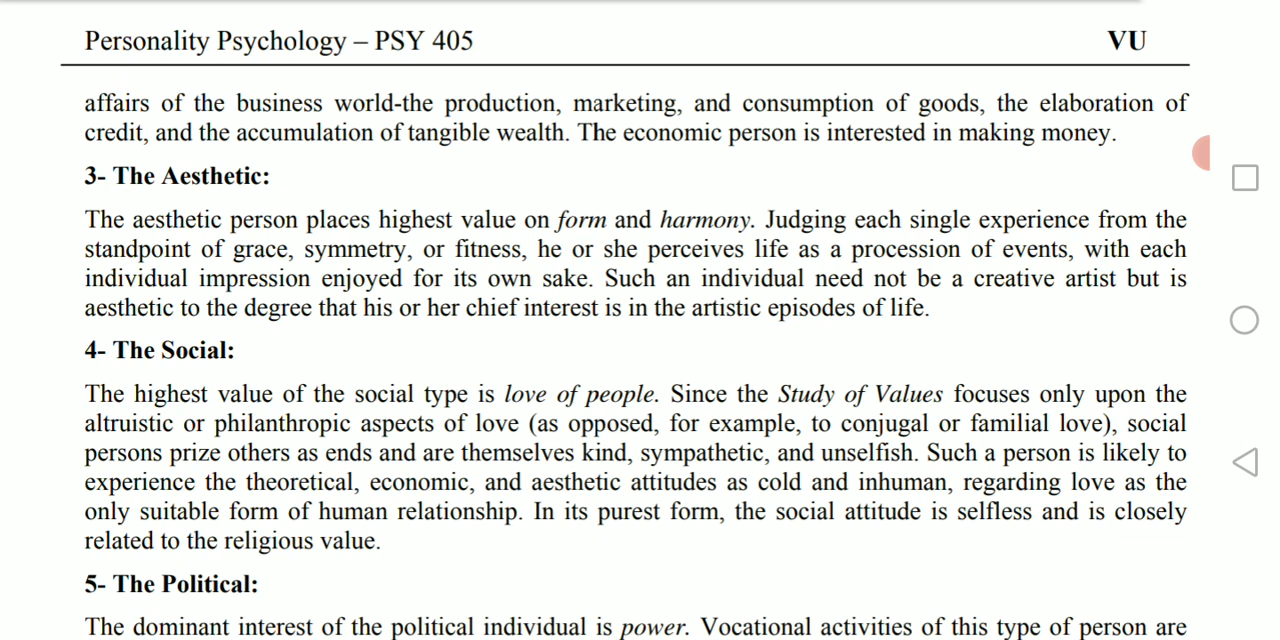 Personality Psychology – PSY 405 VU
affairs of the business world-the production, marketing, and consumption of goods, the elaboration of
credit, and the accumulation of tangible wealth. The economic person is interested in making money.
3- The Aesthetic:
The aesthetic person places highest value on form and harmony. Judging each single experience from the
standpoint of grace, symmetry, or fitness, he or she perceives life as a procession of events, with each
individual impression enjoyed for its own sake. Such an individual need not be a creative artist but is
aesthetic to the degree that his or her chief interest is in the artistic episodes of life.
4- The Social:
The highest value of the social type is love of people. Since the Study of Values focuses only upon the
altruistic or philanthropic aspects of love (as opposed, for example, to conjugal or familial love), social
persons prize others as ends and are themselves kind, sympathetic, and unselfish. Such a person is likely to
experience the theoretical, economic, and aesthetic attitudes as cold and inhuman, regarding love as the
only suitable form of human relationship. In its purest form, the social attitude is selfless and is closely
related to the religious value.
5- The Political:
The dominant interest of the political individual is power. Vocational activities of this type of person are